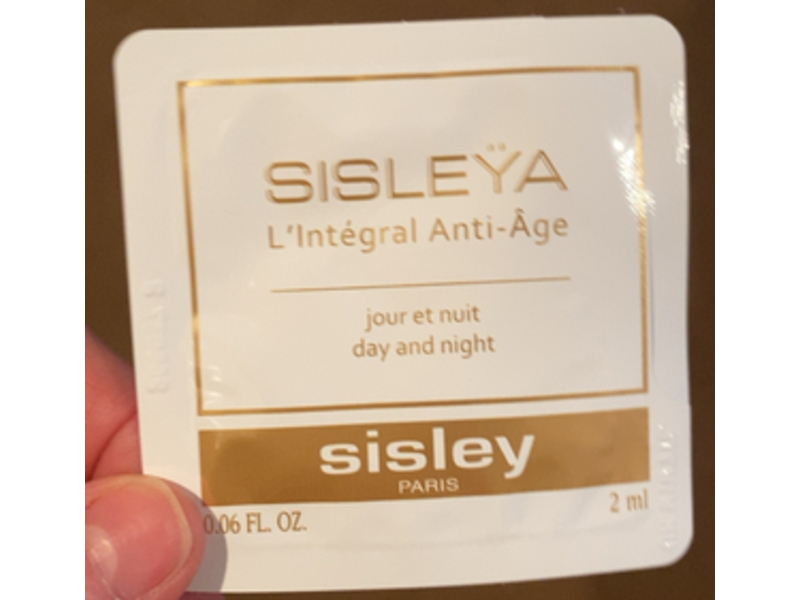 SISLEŸA
L'Intégral Anti-Âge
jour et nuit
day and night
sisley
PARIS
0.06 FL. OZ.
2 ml